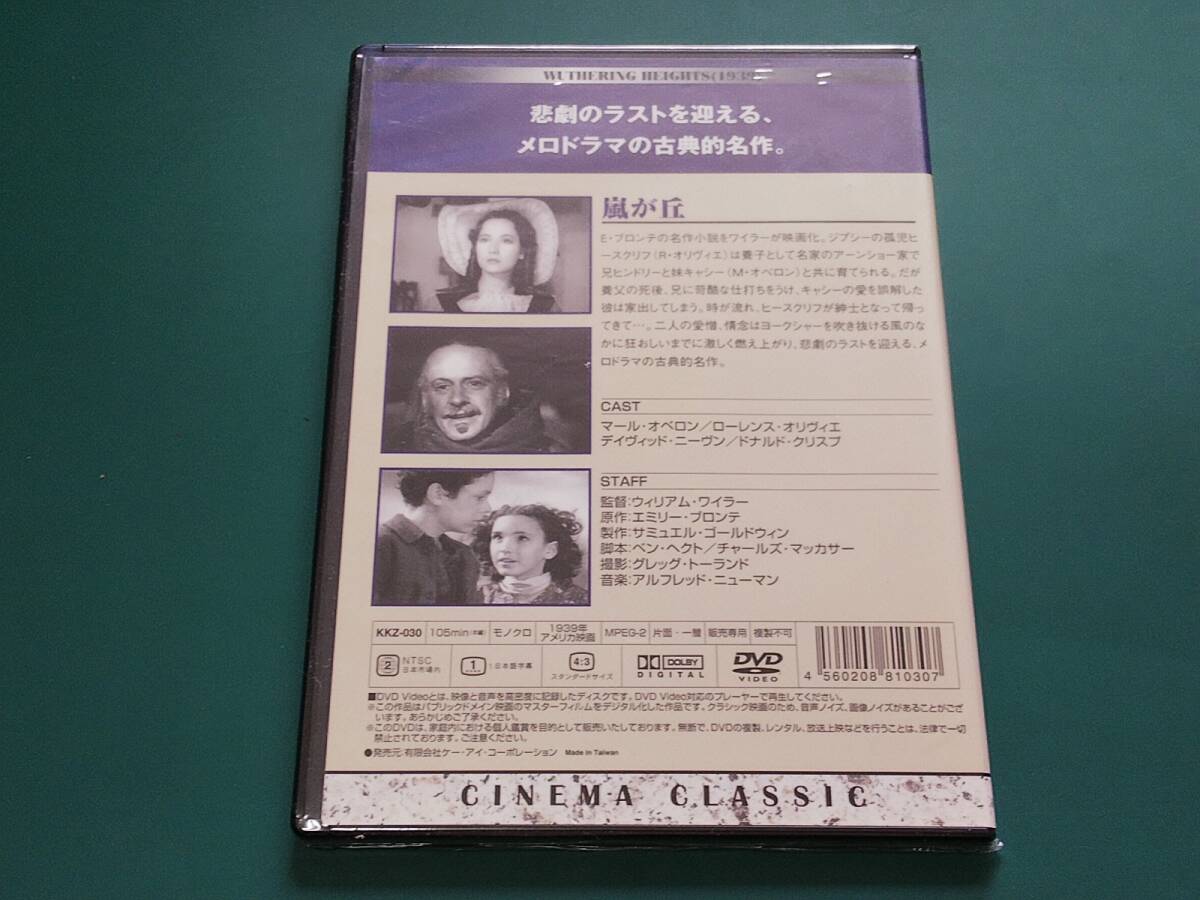 WUTHERING HEIGHTS(1939)
悲劇のラストを迎える、
メロドラマの古典的名作。
嵐が丘
E・ブロンテの名作小説をワイラーが映画化。ジプシーの孤児ヒ
ースクリフ(R・オリヴィエ)は養子として名家のアーンショー家で
兄ヒンドリーと妹キャシー(M・オベロン)と共に育てられる。だが
養父の死後、兄に苛酷な仕打ちをうけ、キャシーの愛を誤解した
彼は家出してしまう。時が流れ、ヒースクリフが紳士となって帰っ
てきて…。二人の愛憎、情念はヨークシャーを吹き抜ける風のな
かに狂おしいまでに激しく燃え上がり、悲劇のラストを迎える、メ
ロドラマの古典的名作。
CAST
マール・オベロン／ローレンス・オリヴィエ
デイヴィッド・ニーヴン／ドナルド・クリスプ
STAFF
監督:ウィリアム・ワイラー
原作:エミリー・ブロンテ
製作:サミュエル・ゴールドウィン
脚本:ベン・ヘクト／チャールズ・マッカサー
撮影:グレッグ・トーランド
音楽:アルフレッド・ニューマン
KKZ-030 105min(本編) モノクロ 1939年 アメリカ映画 MPEG-2 片面・一層 販売専用 複製不可
2 NTSC 日本市場内 1 1日本語字幕 4:3 スタンダードサイズ DOLBY DIGITAL DVD VIDEO
4 560208 810307
■DVD Videoとは、映像と音声を高密度に記録したディスクです。DVD Video対応のプレーヤーで再生してください。
※この作品はパブリックドメイン映画のマスターフィルムをデジタル化した作品です。クラシック映画のため、音声ノイズ、画像ノイズがあることがござ
います。あらかじめご了承ください。
※このDVDは、家庭内における個人鑑賞を目的として販売いたしております。無断で、DVDの複製、レンタル、放送上映などを行うことは、法律で一切
禁止されております。ご注意ください。
●発売元:有限会社ケー・アイ・コーポレーション Made in Taiwan
CINEMA CLASSIC